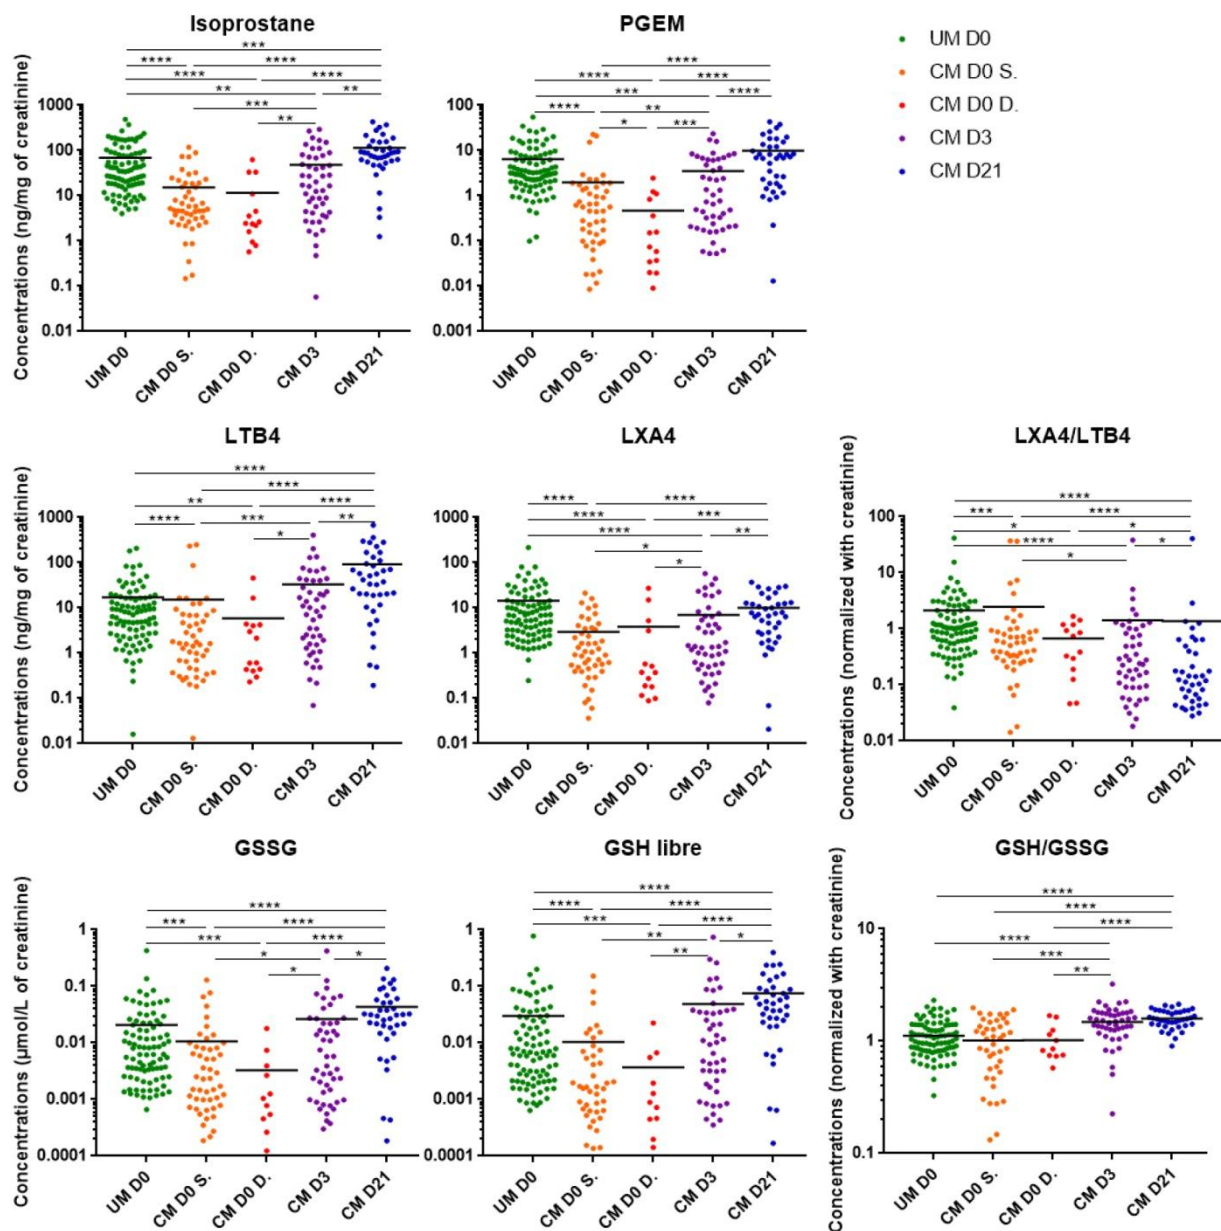 Isoprostane
PGEM
UM D0
CM D0 S.
CM D0 D.
CM D3
CM D21
Concentrations (ng/mg of creatinine)
***
**** ****
**** ****
** **
***
**
1000
100
10
1
0.1
0.01
UM D0
CM D0 S.
CM D0 D.
CM D3
CM D21
****
**** ****
*** ****
**** **
* ***
100
10
1
0.1
0.01
0.001
UM D0
CM D0 S.
CM D0 D.
CM D3
CM D21
LTB4
LXA4
LXA4/LTB4
Concentrations (ng/mg of creatinine)
****
****
** ****
**** *** **
*
1000
100
10
1
0.1
0.01
UM D0
CM D0 S.
CM D0 D.
CM D3
CM D21
**** ****
**** ***
**** **
*
*
1000
100
10
1
0.1
0.01
UM D0
CM D0 S.
CM D0 D.
CM D3
CM D21
Concentrations (normalized with creatinine)
****
*** ****
* *
**** *
*
100
10
1
0.1
0.01
UM D0
CM D0 S.
CM D0 D.
CM D3
CM D21
GSSG
GSH libre
GSH/GSSG
Concentrations (µmol/L of creatinine)
****
*** ****
*** ****
* *
*
1
0.1
0.01
0.001
0.0001
UM D0
CM D0 S.
CM D0 D.
CM D3
CM D21
****
**** ****
*** ****
** *
**
1
0.1
0.01
0.001
0.0001
UM D0
CM D0 S.
CM D0 D.
CM D3
CM D21
Concentrations (normalized with creatinine)
****
****
****
****
***
**
10
1
0.1
UM D0
CM D0 S.
CM D0 D.
CM D3
CM D21